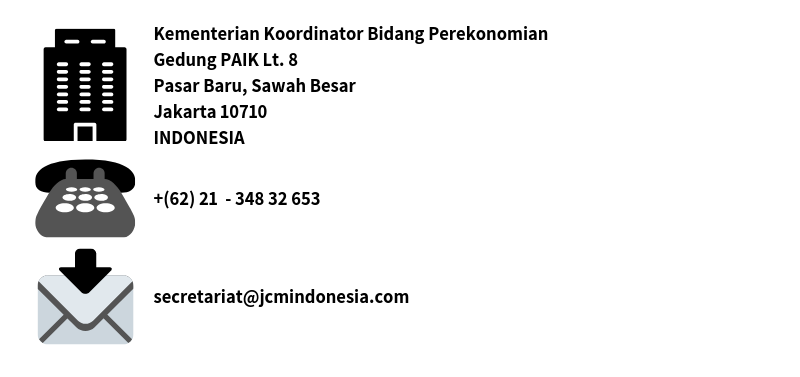 Kementerian Koordinator Bidang Perekonomian
Gedung PAIK Lt. 8
Pasar Baru, Sawah Besar
Jakarta 10710
INDONESIA
+(62) 21  - 348 32 653
secretariat@jcmindonesia.com